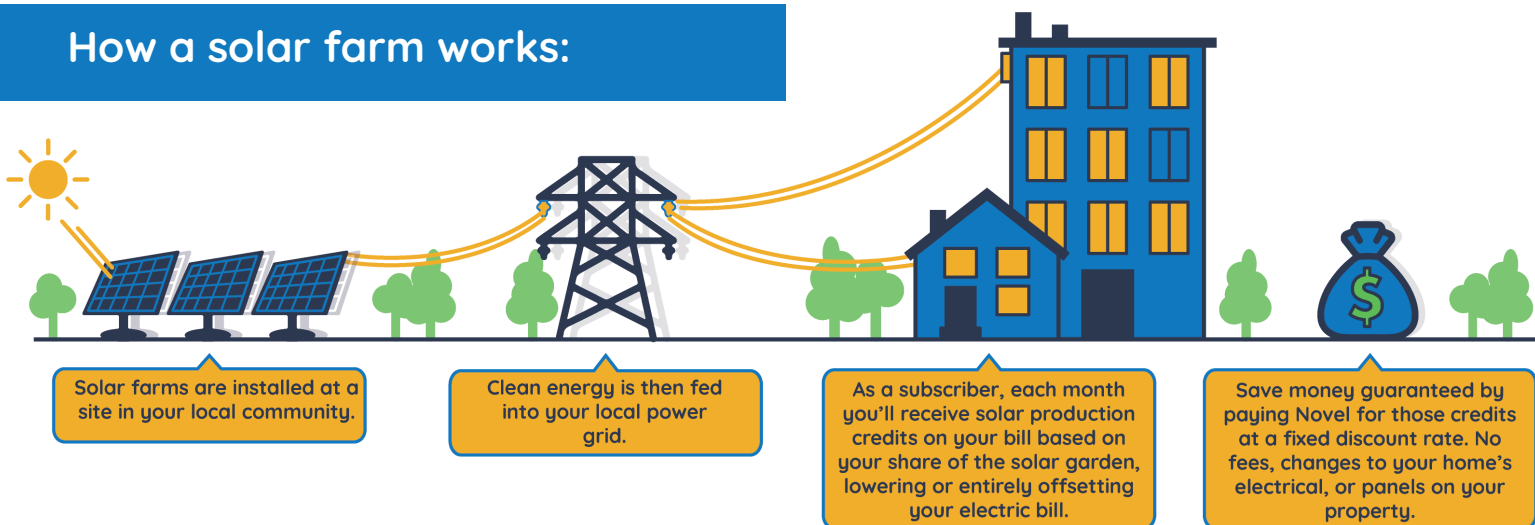 How a solar farm works:
Solar farms are installed at a
site in your local community.
Clean energy is then fed
into your local power
grid.
As a subscriber, each month
you'll receive solar production
credits on your bill based on
your share of the solar garden,
lowering or entirely offsetting
your electric bill.
Save money guaranteed by
paying Novel for those credits
at a fixed discount rate. No
fees, changes to your home's
electrical, or panels on your
property.
$